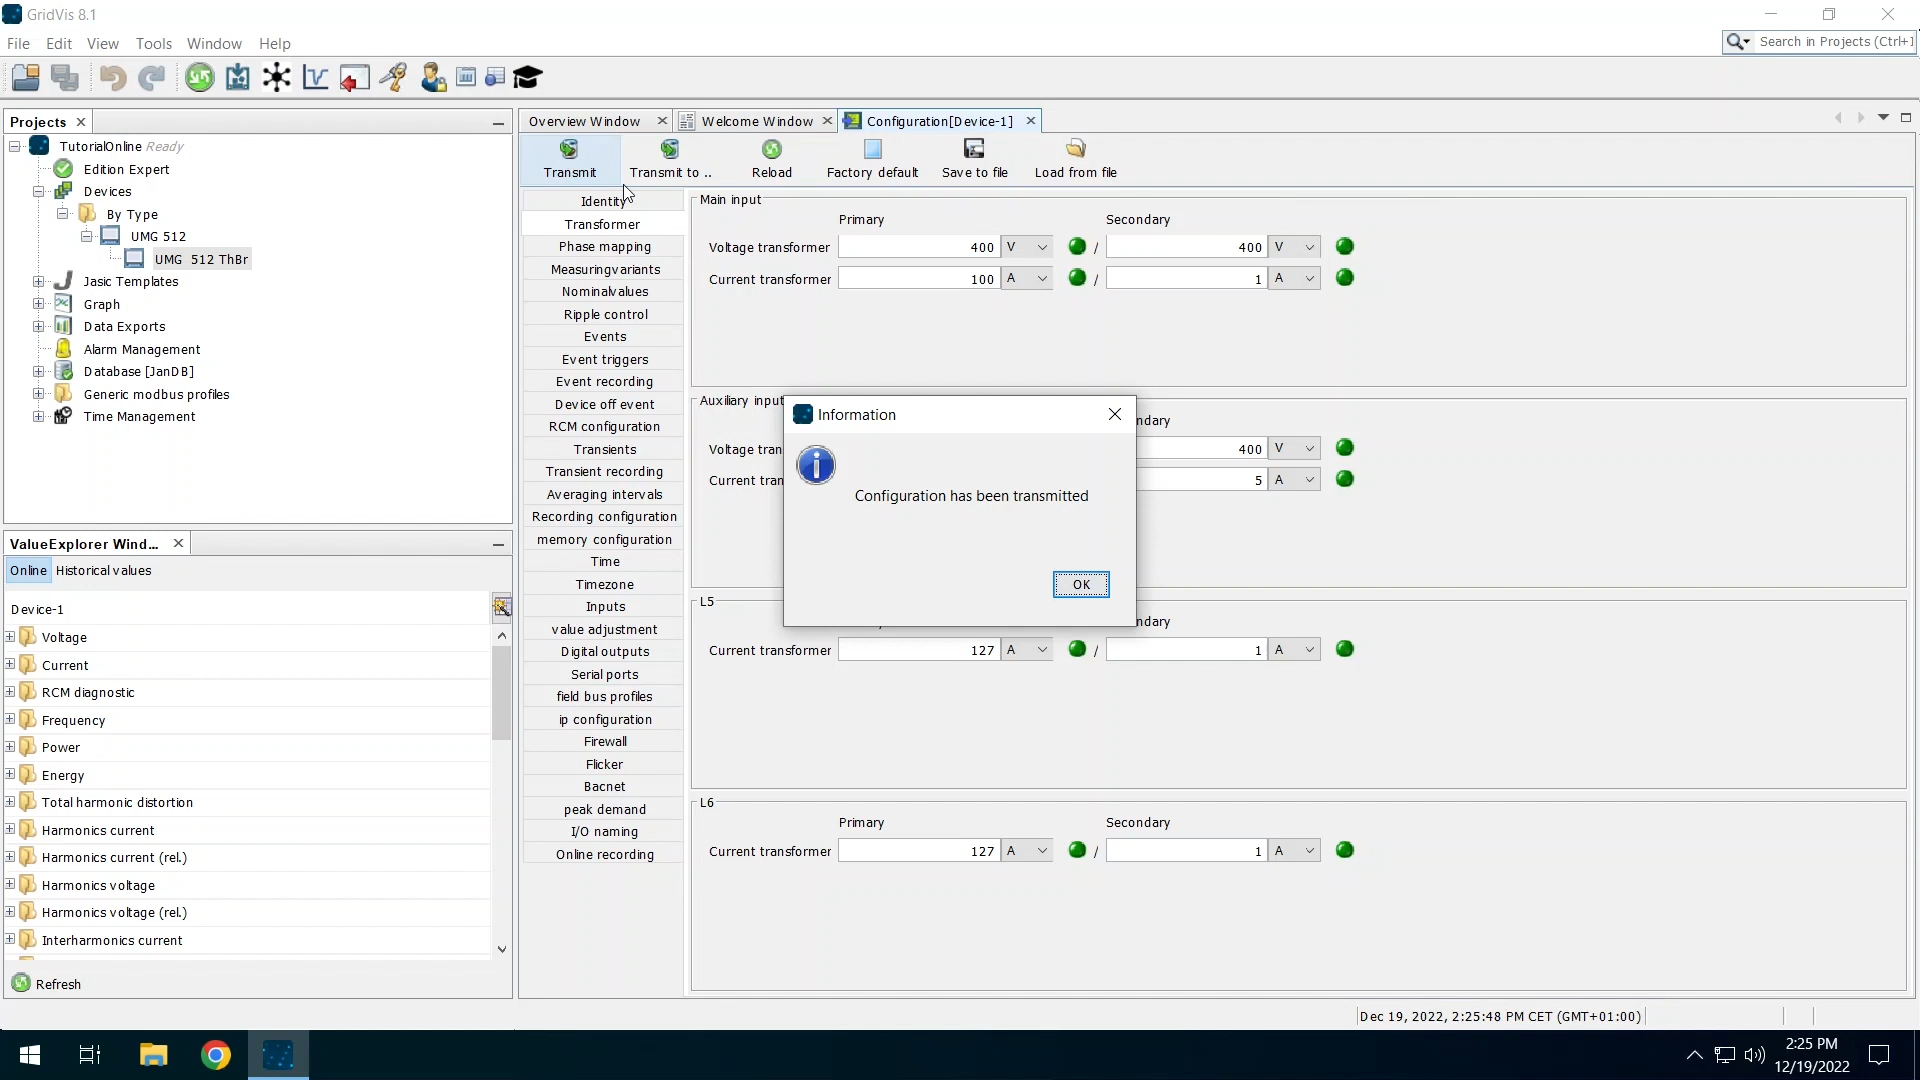 GridVis 8.1
File Edit View Tools Window Help
Search in Projects (Ctrl+I
Projects
TutorialOnline Ready
Edition Expert
Devices
By Type
UMG 512
UMG 512 ThBr
Jasic Templates
Graph
Data Exports
Alarm Management
Database [JanDB]
Generic modbus profiles
Time Management
ValueExplorer Wind...
Online Historical values
Device-1
Voltage
Current
RCM diagnostic
Frequency
Power
Energy
Total harmonic distortion
Harmonics current
Harmonics current (rel.)
Harmonics voltage
Harmonics voltage (rel.)
Interharmonics current
Refresh
Overview Window Welcome Window Configuration[Device-1]
Transmit Transmit to .. Reload Factory default Save to file Load from file
Identity
Transformer
Phase mapping
Measuringvariants
Nominalvalues
Ripple control
Events
Event triggers
Event recording
Device off event
RCM configuration
Transients
Transient recording
Averaging intervals
Recording configuration
memory configuration
Time
Timezone
Inputs
value adjustment
Digital outputs
Serial ports
field bus profiles
ip configuration
Firewall
Flicker
Bacnet
peak demand
I/O naming
Online recording
Main input
Primary Secondary
Voltage transformer 400 V / 400 V
Current transformer 100 A / 1 A
Auxiliary input
ndary
Voltage tran 400 V
Current tran 5 A
Information
Configuration has been transmitted
OK
L5
ndary
Current transformer 127 A / 1 A
L6
Primary Secondary
Current transformer 127 A / 1 A
Dec 19, 2022, 2:25:48 PM CET (GMT+01:00)
2:25 PM
12/19/2022